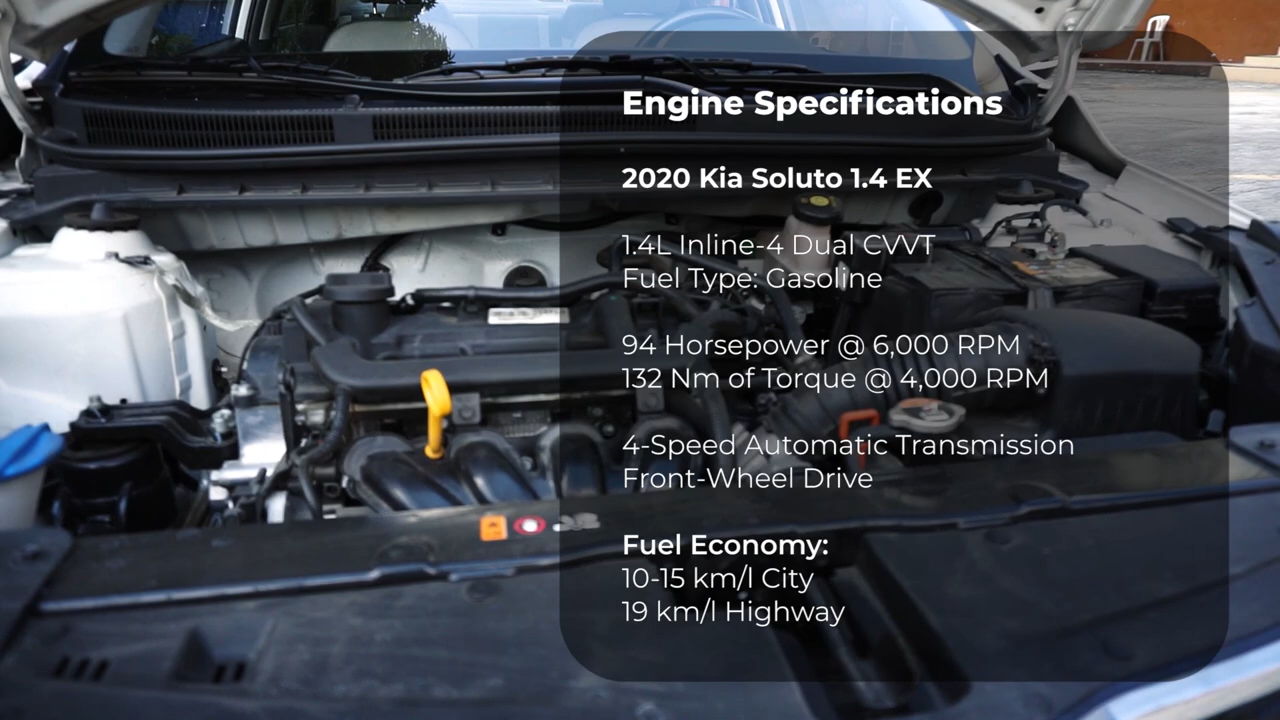 Engine Specifications
2020 Kia Soluto 1.4 EX
1.4L Inline-4 Dual CVVT
Fuel Type: Gasoline
94 Horsepower @ 6,000 RPM
132 Nm of Torque @ 4,000 RPM
4-Speed Automatic Transmission
Front-Wheel Drive
Fuel Economy:
10-15 km/l City
19 km/l Highway